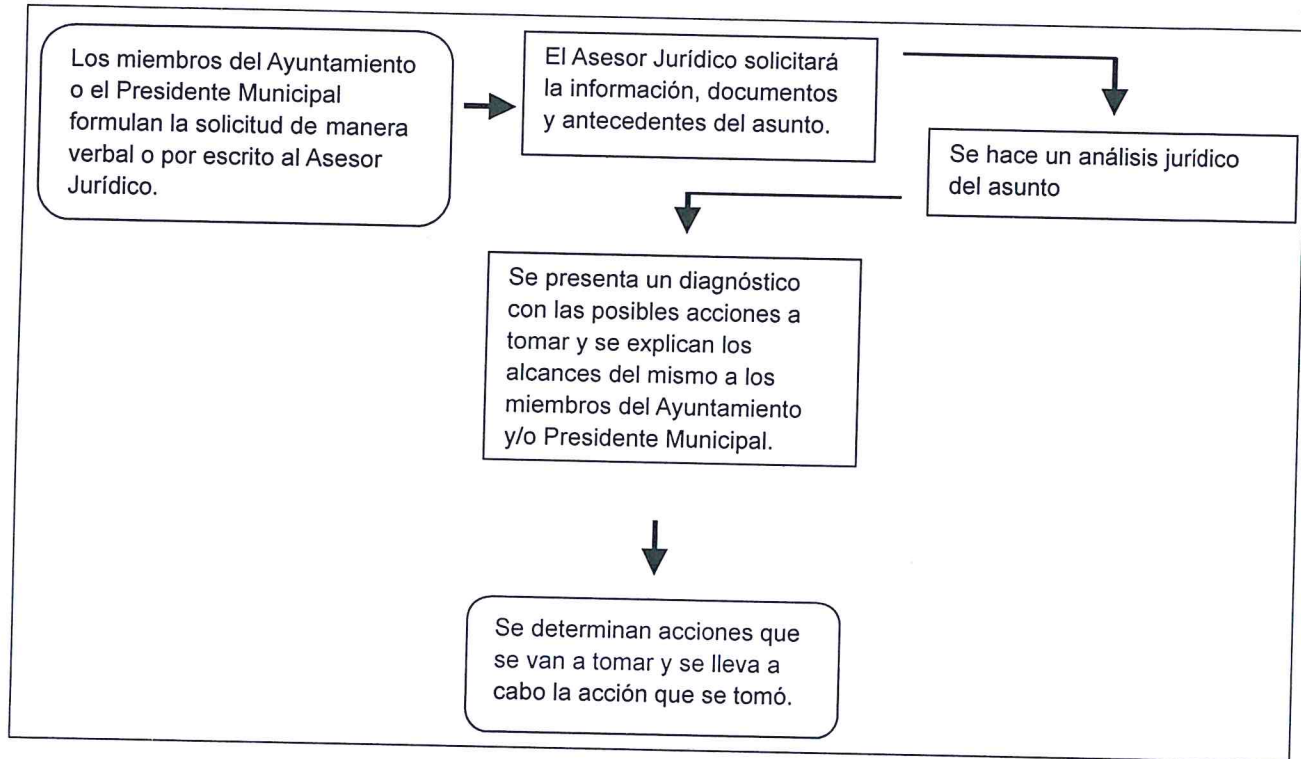 Los miembros del Ayuntamiento
o el Presidente Municipal
formulan la solicitud de manera
verbal o por escrito al Asesor
Jurídico.
El Asesor Jurídico solicitará
la información, documentos
y antecedentes del asunto.
Se hace un análisis jurídico
del asunto
Se presenta un diagnóstico
con las posibles acciones a
tomar y se explican los
alcances del mismo a los
miembros del Ayuntamiento
y/o Presidente Municipal.
Se determinan acciones que
se van a tomar y se lleva a
cabo la acción que se tomó.